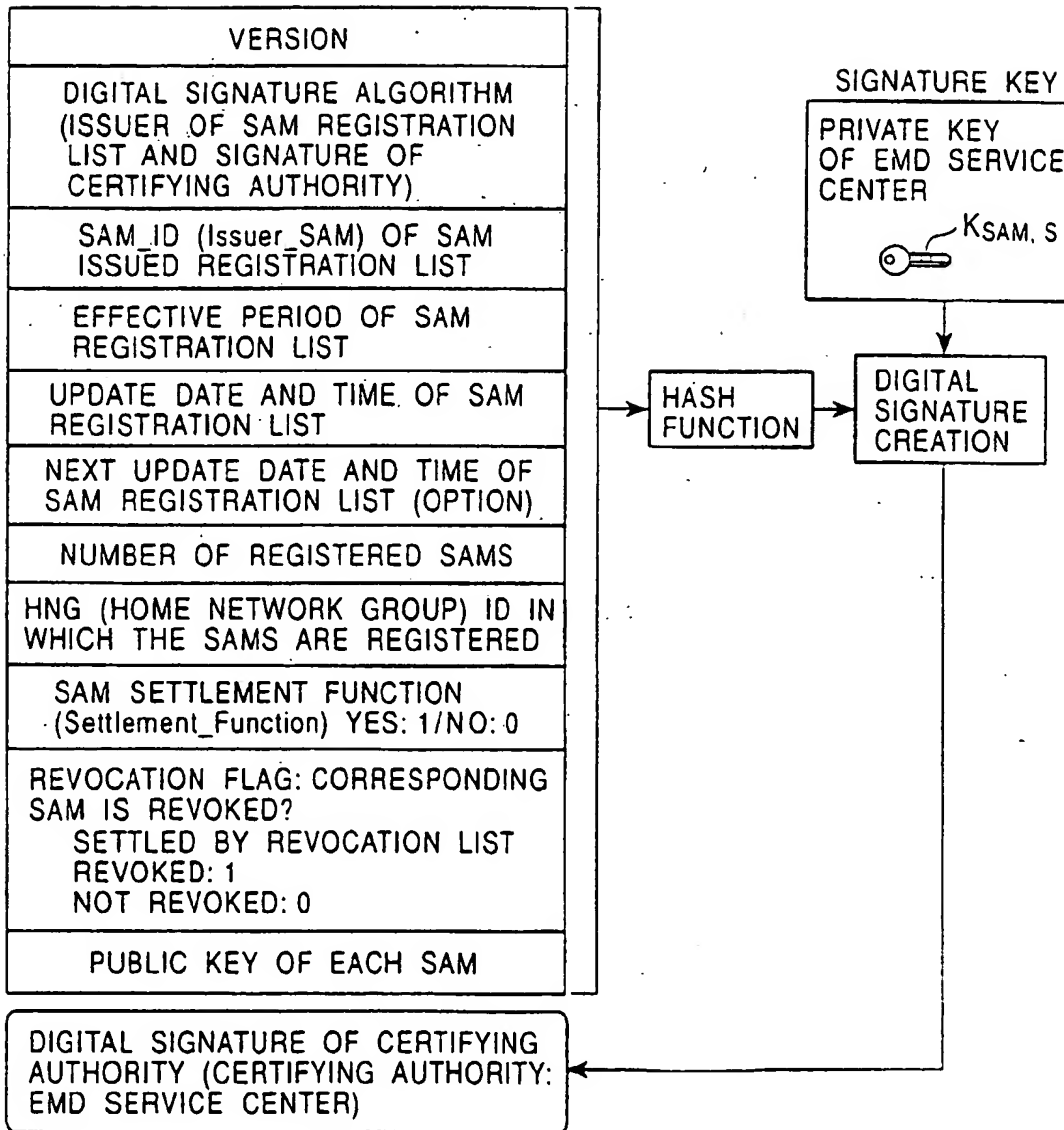 VERSION
DIGITAL SIGNATURE ALGORITHM
(ISSUER OF SAM REGISTRATION
LIST AND SIGNATURE OF
CERTIFYING AUTHORITY)
SAM_ID (Issuer_SAM) OF SAM
ISSUED REGISTRATION LIST
EFFECTIVE PERIOD OF SAM
REGISTRATION LIST
UPDATE DATE AND TIME OF SAM
REGISTRATION LIST
NEXT UPDATE DATE AND TIME OF
SAM REGISTRATION LIST (OPTION)
NUMBER OF REGISTERED SAMS
HNG (HOME NETWORK GROUP) ID IN
WHICH THE SAMS ARE REGISTERED
SAM SETTLEMENT FUNCTION
(Settlement_Function) YES: 1/NO: 0
REVOCATION FLAG: CORRESPONDING
SAM IS REVOKED?
SETTLED BY REVOCATION LIST
REVOKED: 1
NOT REVOKED: 0
PUBLIC KEY OF EACH SAM
HASH
FUNCTION
SIGNATURE KEY
PRIVATE KEY
OF EMD SERVICE
CENTER
KSAM, S
DIGITAL
SIGNATURE
CREATION
DIGITAL SIGNATURE OF CERTIFYING
AUTHORITY (CERTIFYING AUTHORITY:
EMD SERVICE CENTER)